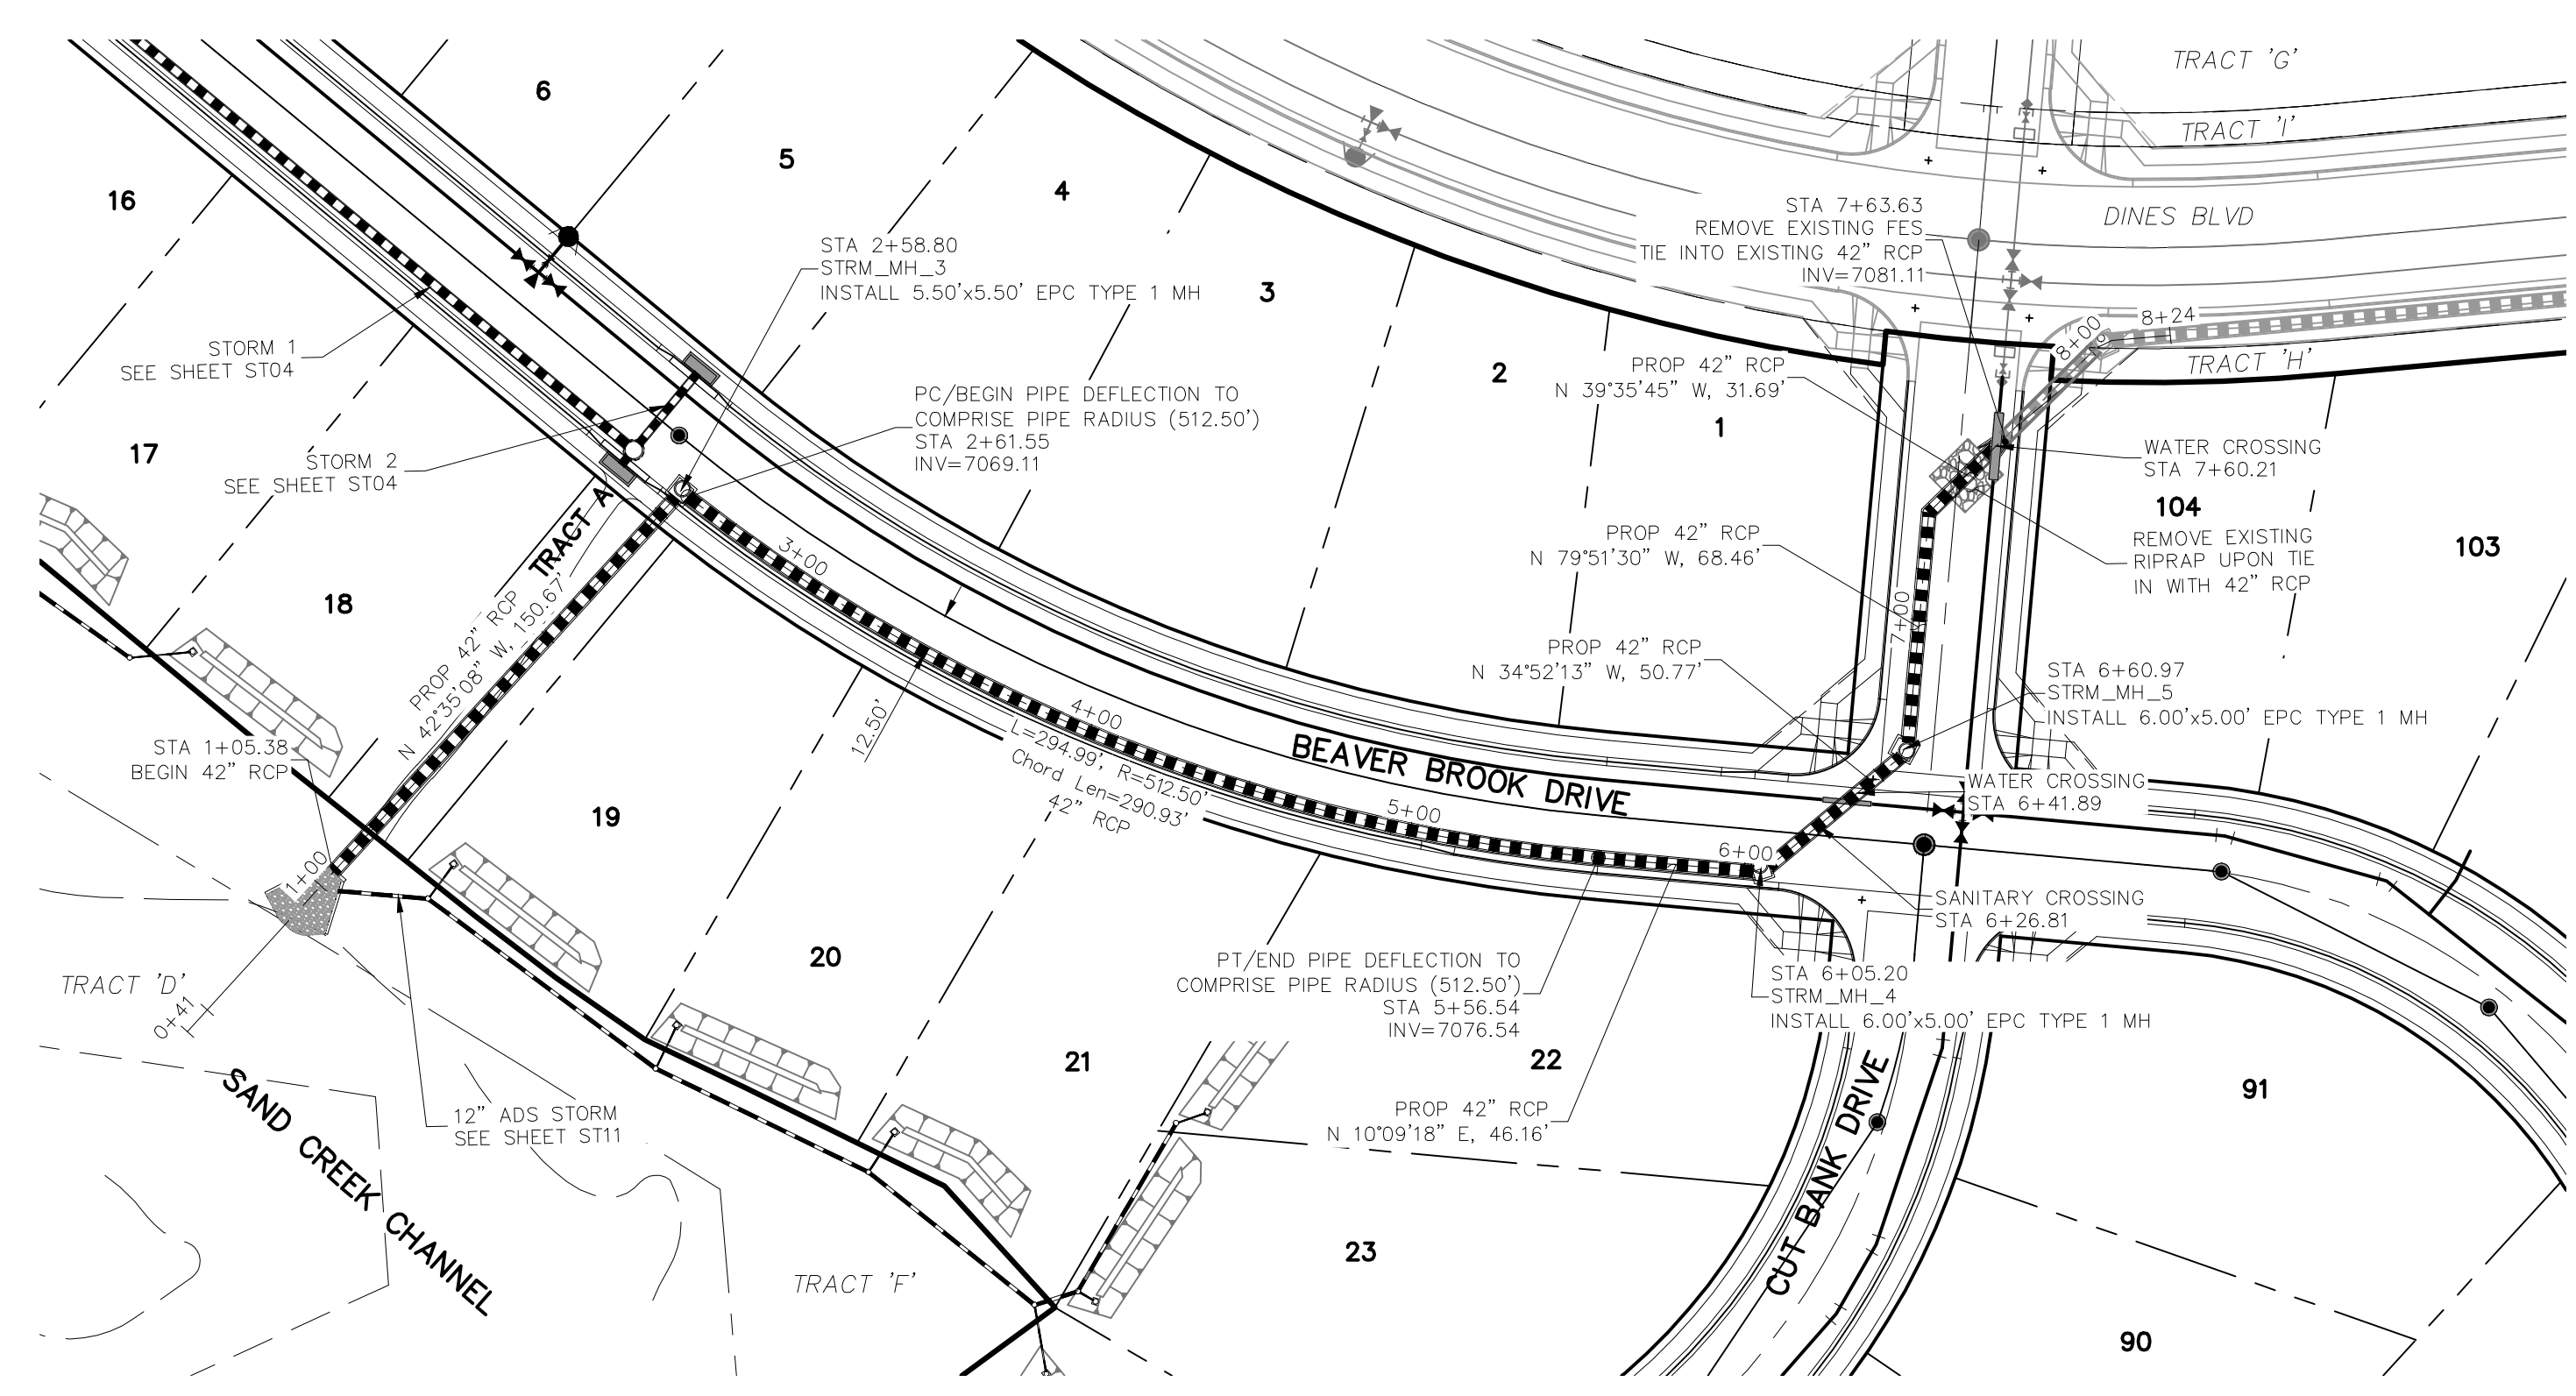 TRACT 'G'
TRACT 'I'
DINES BLVD
TRACT 'H'
6
5
4
3
2
1
16
17
18
19
20
21
22
23
104
103
91
90
STA 7+63.63
REMOVE EXISTING FES
TIE INTO EXISTING 42" RCP
INV=7081.11
8+00
8+24
STA 2+58.80
STRM_MH_3
INSTALL 5.50'x5.50' EPC TYPE 1 MH
STORM 1
SEE SHEET ST04
STORM 2
SEE SHEET ST04
PC/BEGIN PIPE DEFLECTION TO
COMPRISE PIPE RADIUS (512.50')
STA 2+61.55
INV=7069.11
PROP 42" RCP
N 39°35'45" W, 31.69'
WATER CROSSING
STA 7+60.21
REMOVE EXISTING
RIPRAP UPON TIE
IN WITH 42" RCP
PROP 42" RCP
N 79°51'30" W, 68.46'
7+00
PROP 42" RCP
N 34°52'13" W, 50.77'
STA 6+60.97
STRM_MH_5
INSTALL 6.00'x5.00' EPC TYPE 1 MH
TRACT A
PROP 42" RCP
N 42°35'08" W, 150.67'
3+00
4+00
5+00
6+00
12.50'
L=294.99', R=512.50'
Chord Len=290.93'
42" RCP
BEAVER BROOK DRIVE
WATER CROSSING
STA 6+41.89
SANITARY CROSSING
STA 6+26.81
STA 6+05.20
STRM_MH_4
INSTALL 6.00'x5.00' EPC TYPE 1 MH
PT/END PIPE DEFLECTION TO
COMPRISE PIPE RADIUS (512.50')
STA 5+56.54
INV=7076.54
PROP 42" RCP
N 10°09'18" E, 46.16'
STA 1+05.38
BEGIN 42" RCP
1+00
0+41
TRACT 'D'
12" ADS STORM
SEE SHEET ST11
SAND CREEK CHANNEL
TRACT 'F'
CUT BANK DRIVE